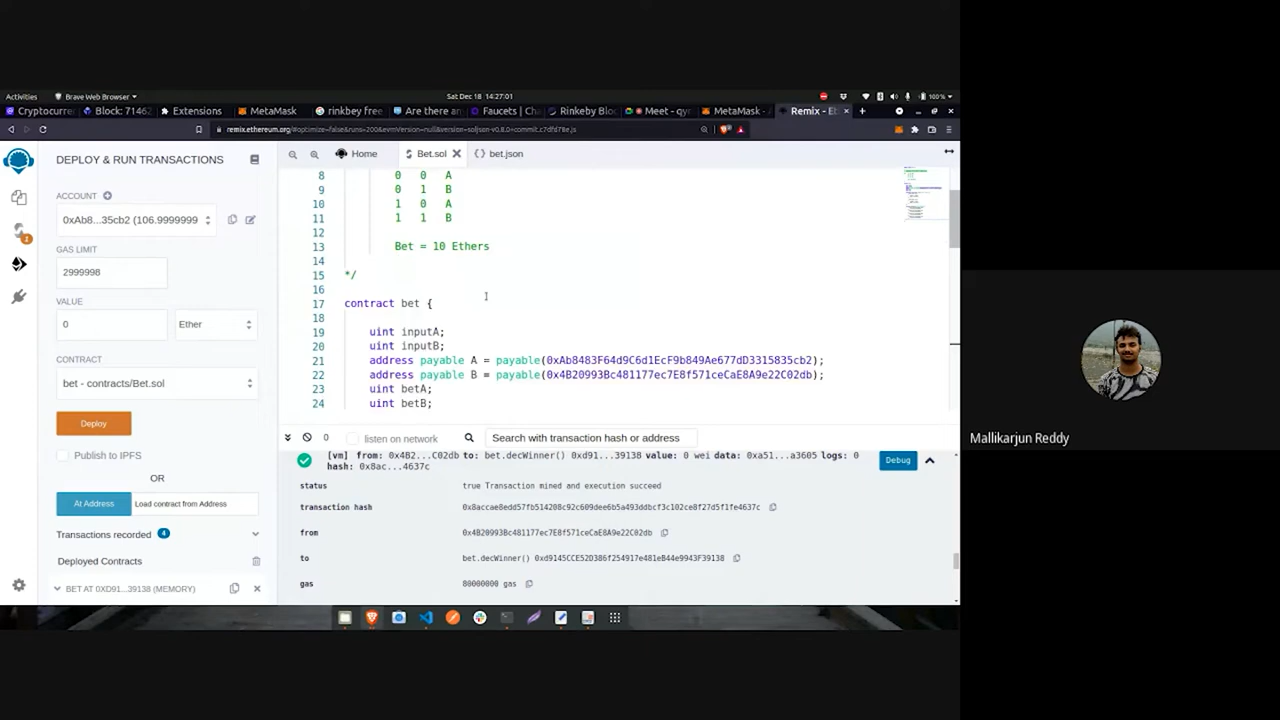 Activities
Brave Web Browser
Sat Dec 18 14:27:01
100%
Cryptocurre
Block: 71462
Extensions
MetaMask
rinkbey free
Are there an
Faucets | Cha
Rinkeby Bloc
Meet - qyr
MetaMask -
Remix - E
DEPLOY & RUN TRANSACTIONS
ACCOUNT
0xAb8...35cb2 (106.9999999
GAS LIMIT
2999998
VALUE
0
Ether
CONTRACT
bet - contracts/Bet.sol
Deploy
Publish to IPFS
OR
At Address
Load contract from Address
Transactions recorded 4
Deployed Contracts
BET AT 0XD91...39138 (MEMORY)
Home
Bet.sol
bet.json
8 0 0 A
9 0 1 B
10 1 0 A
11 1 1 B
12
13 Bet = 10 Ethers
14
15 */
16
17 contract bet {
18
19 uint inputA;
20 uint inputB;
21 address payable A = payable(0xAb8483F64d9C6d1EcF9b849Ae677dD3315835cb2);
22 address payable B = payable(0x4B20993Bc481177ec7E8f571ceCaE8A9e22C02db);
23 uint betA;
24 uint betB;
0
listen on network
Search with transaction hash or address
[vm] from: 0x4B2...C02db to: bet.decWinner() 0xd91...39138 value: 0 wei data: 0xa51...a3605 logs: 0
hash: 0x8ac...4637c
Debug
status true Transaction mined and execution succeed
transaction hash
from 0x4B20993Bc481177ec7E8f571ceCaE8A9e22C02db
to bet.decWinner() 0xd9145CCE52D386f254917e481eB44e9943F39138
gas 80000000 gas
Mallikarjun Reddy